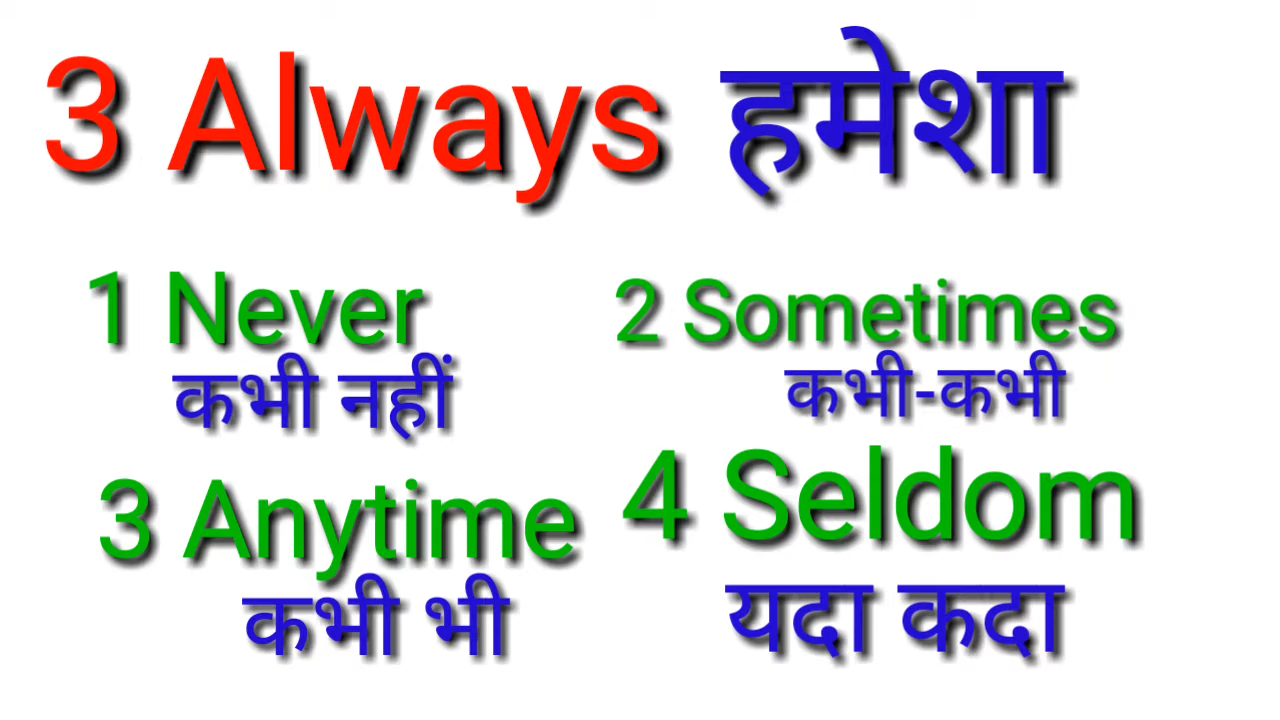 3 Always हमेशा
1 Never
कभी नहीं
2 Sometimes
कभी-कभी
3 Anytime
कभी भी
4 Seldom
यदा कदा